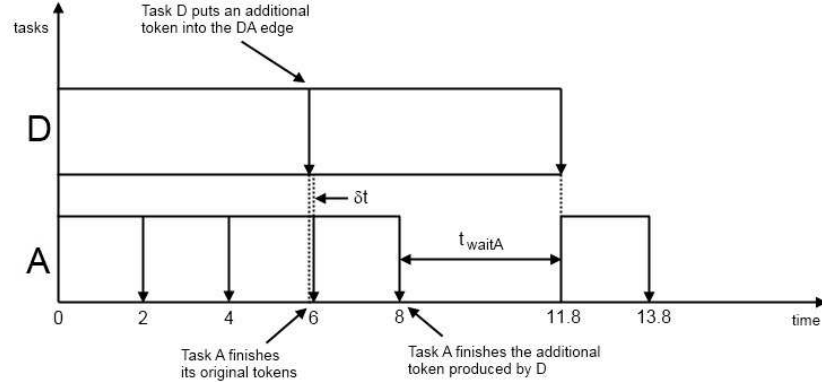 Task D puts an additional
token into the DA edge
tasks
D
δt
A
t waitA
0
2
4
6
8
11.8
13.8
time
Task A finishes
its original tokens
Task A finishes the additional
token produced by D